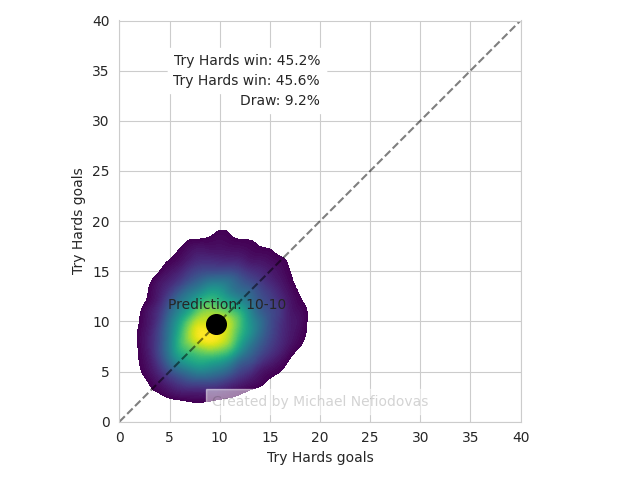 40
35
30
25
20
15
10
5
0
Try Hards goals
Try Hards win: 45.2%
Try Hards win: 45.6%
Draw: 9.2%
Prediction: 10-10
Created by Michael Nefiodovas
0 5 10 15 20 25 30 35 40
Try Hards goals